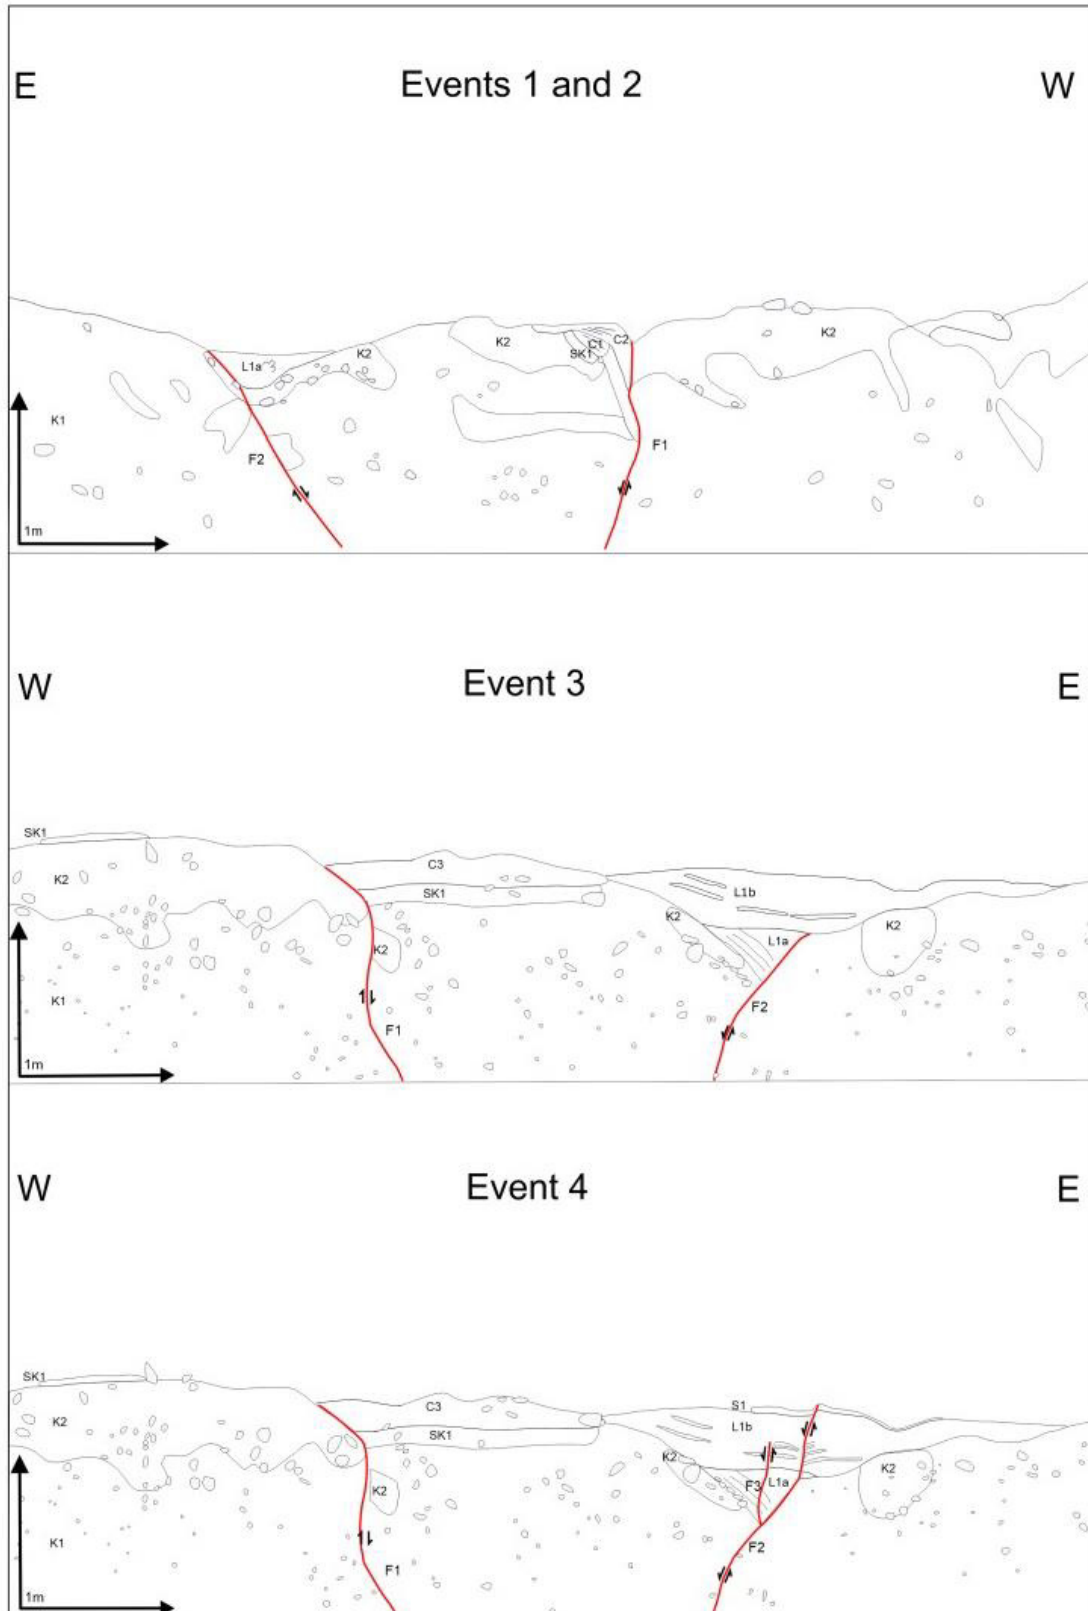 E Events 1 and 2 W
K2
C2
K2
C1
SK1
L1a
K2
K1
F2
F1
1m
W Event 3 E
SK1
C3
K2
SK1
L1b
K2
L1a
K2
K2
K1
F2
F1
1m
W Event 4 E
SK1
C3
S1
K2
L1b
SK1
K2
K2
L1a
F3
K2
K1
F2
F1
1m